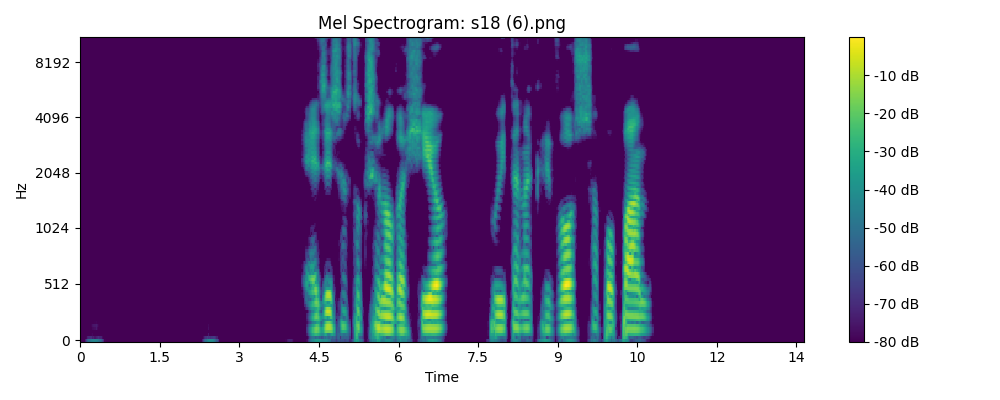 Mel Spectrogram: s18 (6).png
8192
4096
2048
1024
512
0
Hz
0 1.5 3 4.5 6 7.5 9 10 12 14
Time
-10 dB
-20 dB
-30 dB
-40 dB
-50 dB
-60 dB
-70 dB
-80 dB